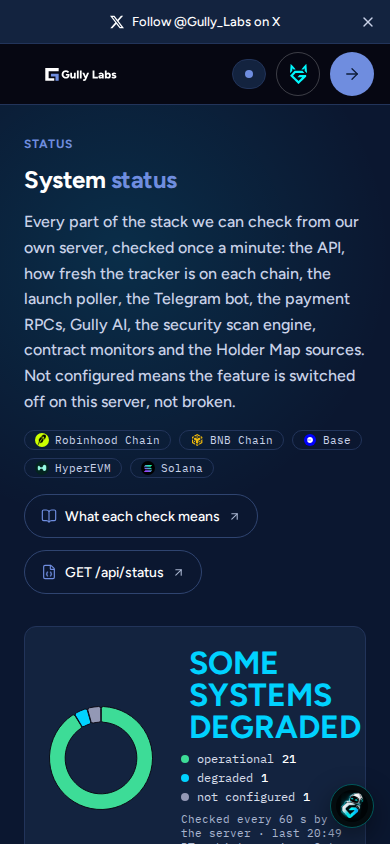 Follow @Gully_Labs on X
Gully Labs
STATUS
System status
Every part of the stack we can check from our
own server, checked once a minute: the API,
how fresh the tracker is on each chain, the
launch poller, the Telegram bot, the payment
RPCs, Gully AI, the security scan engine,
contract monitors and the Holder Map sources.
Not configured means the feature is switched
off on this server, not broken.
Robinhood Chain BNB Chain Base
HyperEVM Solana
What each check means
GET /api/status
SOME
SYSTEMS
DEGRADED
operational 21
degraded 1
not configured 1
Checked every 60 s by
the server · last 20:49